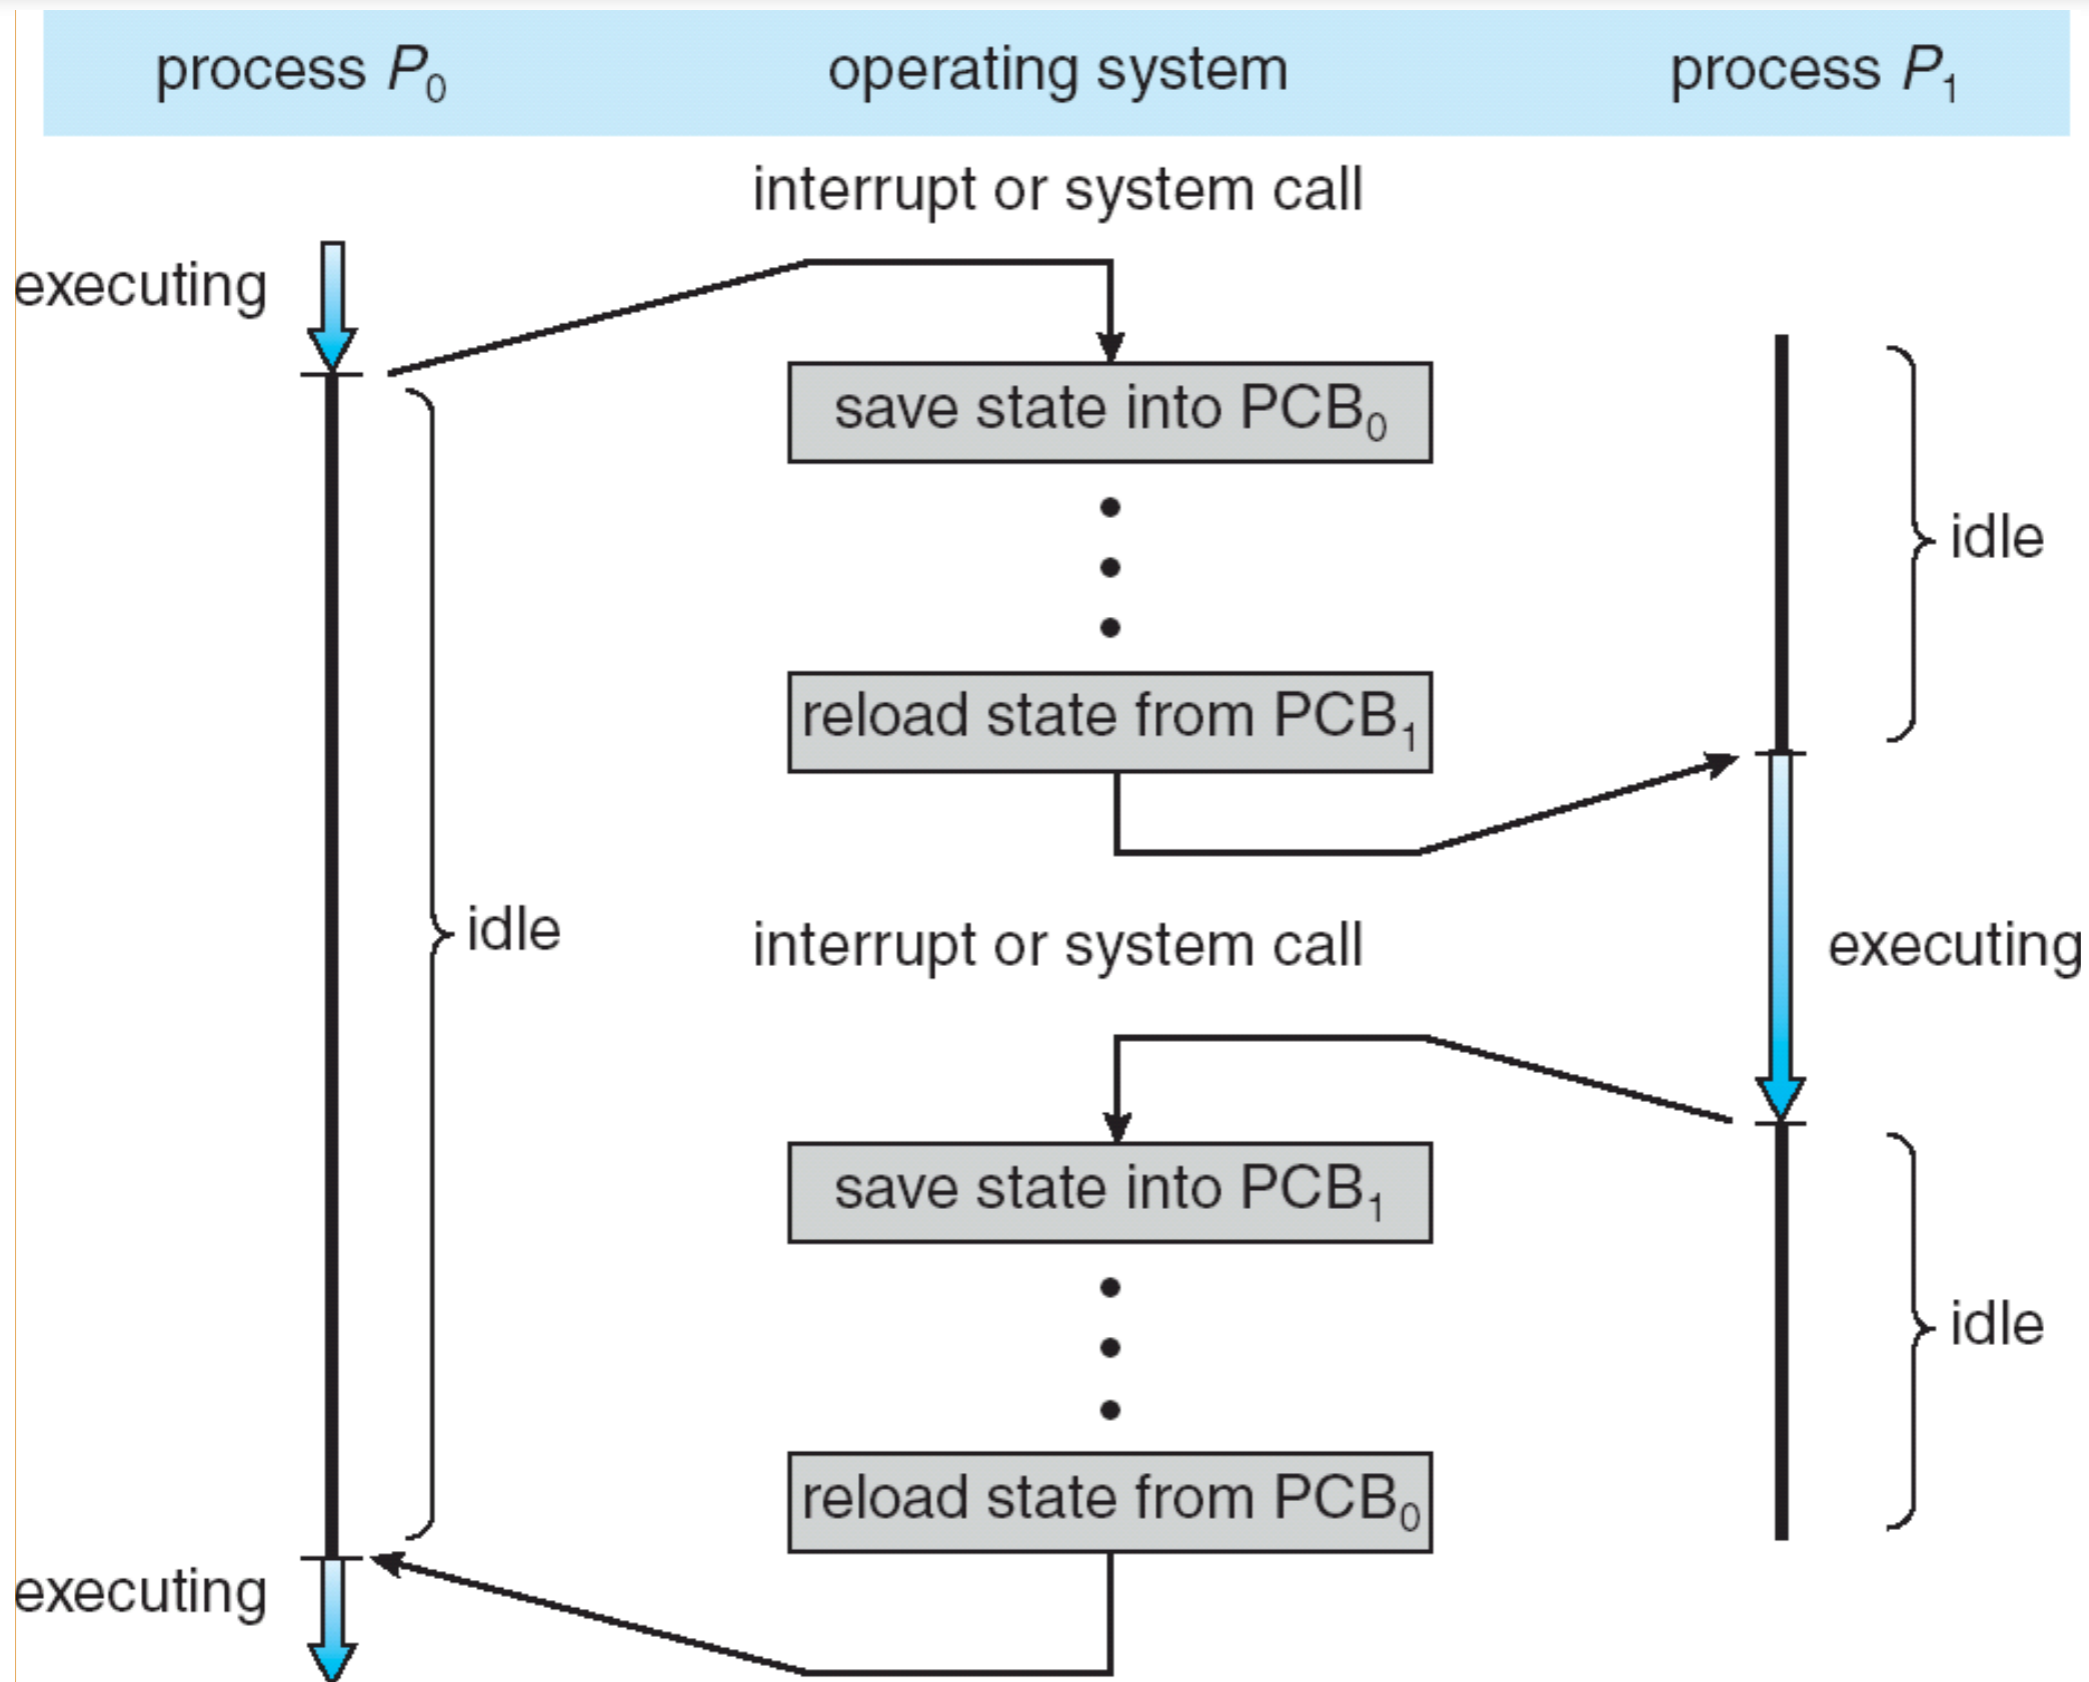 process P₀ operating system process P₁
interrupt or system call
executing
save state into PCB₀
idle
reload state from PCB₁
idle
interrupt or system call
executing
save state into PCB₁
idle
reload state from PCB₀
executing